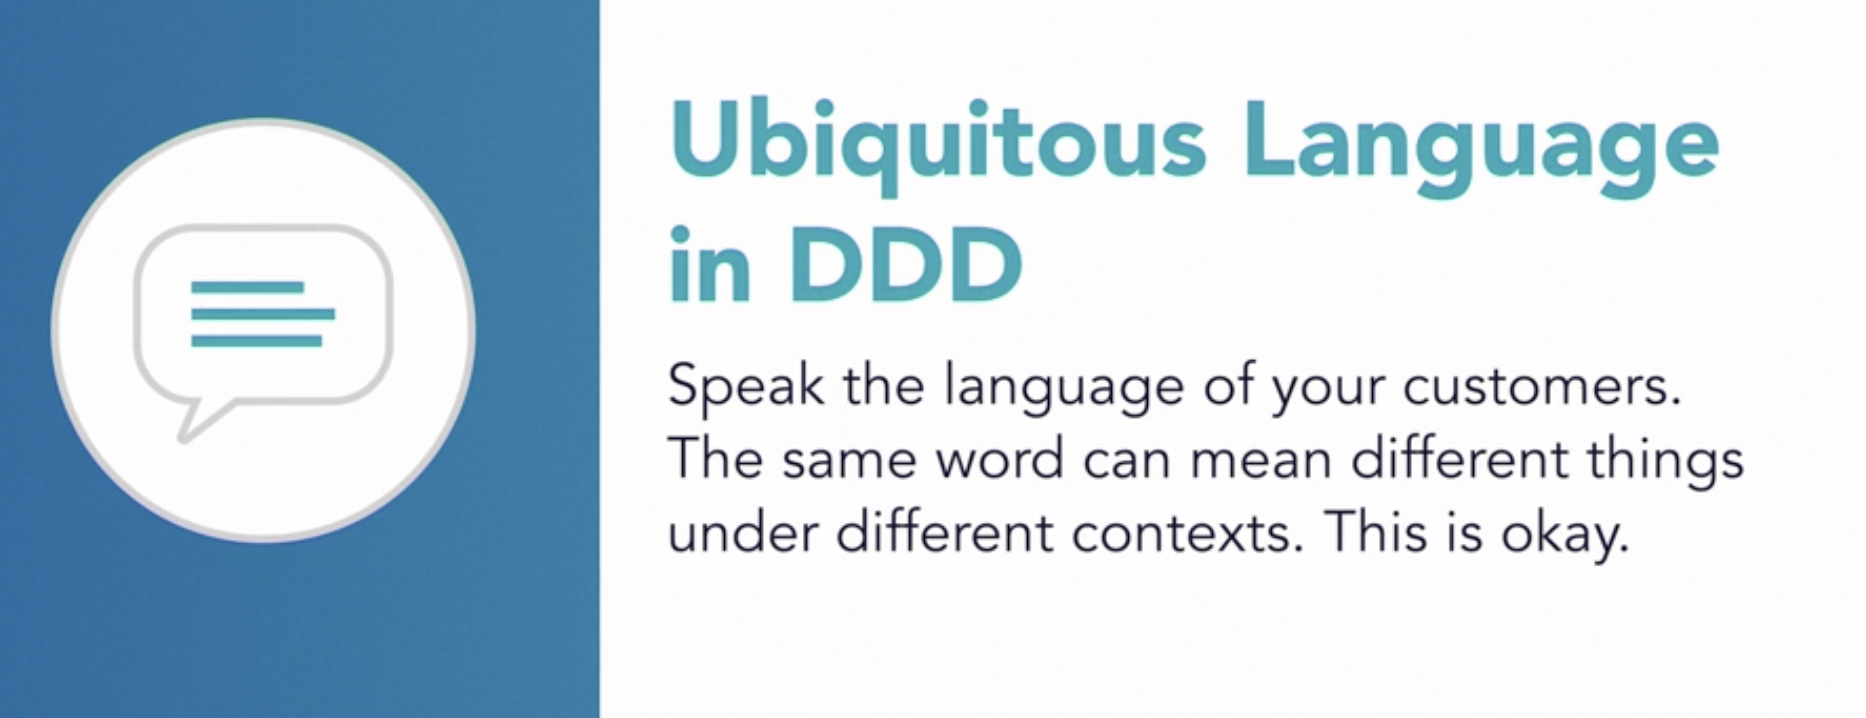 Ubiquitous Language
in DDD
Speak the language of your customers.
The same word can mean different things
under different contexts. This is okay.